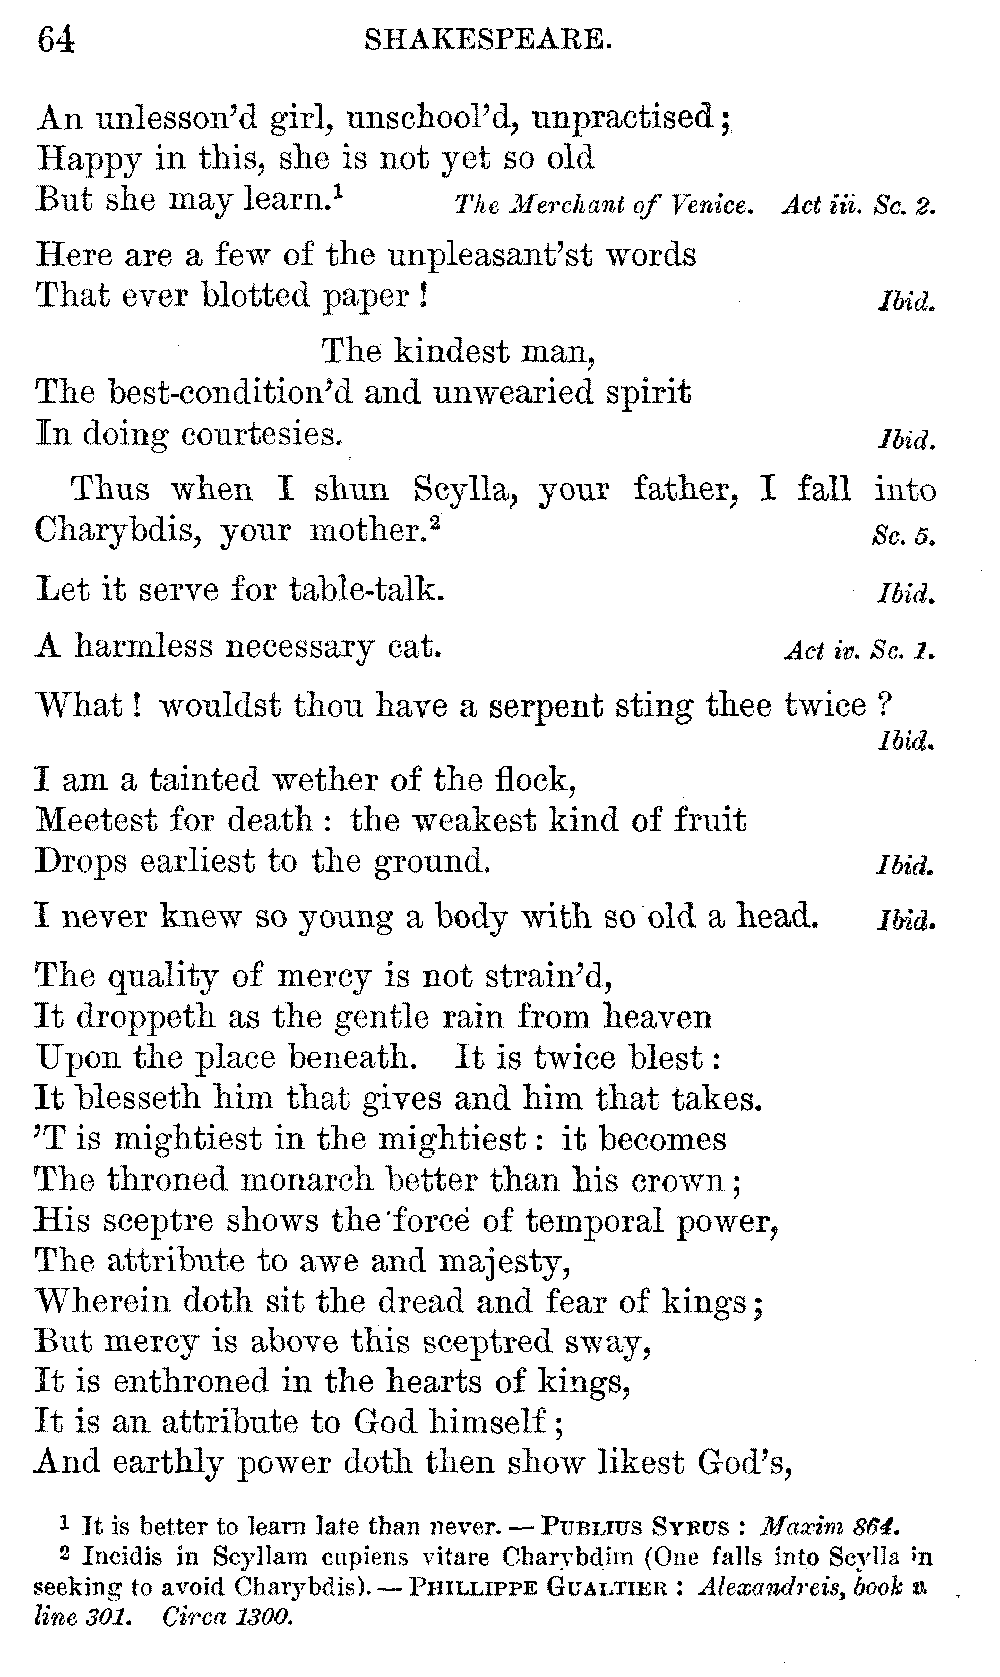 64 SHAKESPEARE.
An unlesson'd girl, unschool'd, unpractised;
Happy in this, she is not yet so old
But she may learn.¹ The Merchant of Venice. Act iii. Sc. 2.
Here are a few of the unpleasant'st words
That ever blotted paper! Ibid.
The kindest man,
The best-condition'd and unwearied spirit
In doing courtesies. Ibid.
Thus when I shun Scylla, your father, I fall into
Charybdis, your mother.² Sc. 5.
Let it serve for table-talk. Ibid.
A harmless necessary cat. Act iv. Sc. 1.
What! wouldst thou have a serpent sting thee twice?
Ibid.
I am a tainted wether of the flock,
Meetest for death: the weakest kind of fruit
Drops earliest to the ground. Ibid.
I never knew so young a body with so old a head. Ibid.
The quality of mercy is not strain'd,
It droppeth as the gentle rain from heaven
Upon the place beneath. It is twice blest:
It blesseth him that gives and him that takes.
'T is mightiest in the mightiest: it becomes
The throned monarch better than his crown;
His sceptre shows the force of temporal power,
The attribute to awe and majesty,
Wherein doth sit the dread and fear of kings;
But mercy is above this sceptred sway,
It is enthroned in the hearts of kings,
It is an attribute to God himself;
And earthly power doth then show likest God's,
¹ It is better to learn late than never. — PUBLIUS SYRUS: Maxim 864.
² Incidis in Scyllam cupiens vitare Charybdim (One falls into Scylla in
seeking to avoid Charybdis). — PHILLIPPE GUALTIER: Alexandreis, book v.
line 301. Circa 1300.